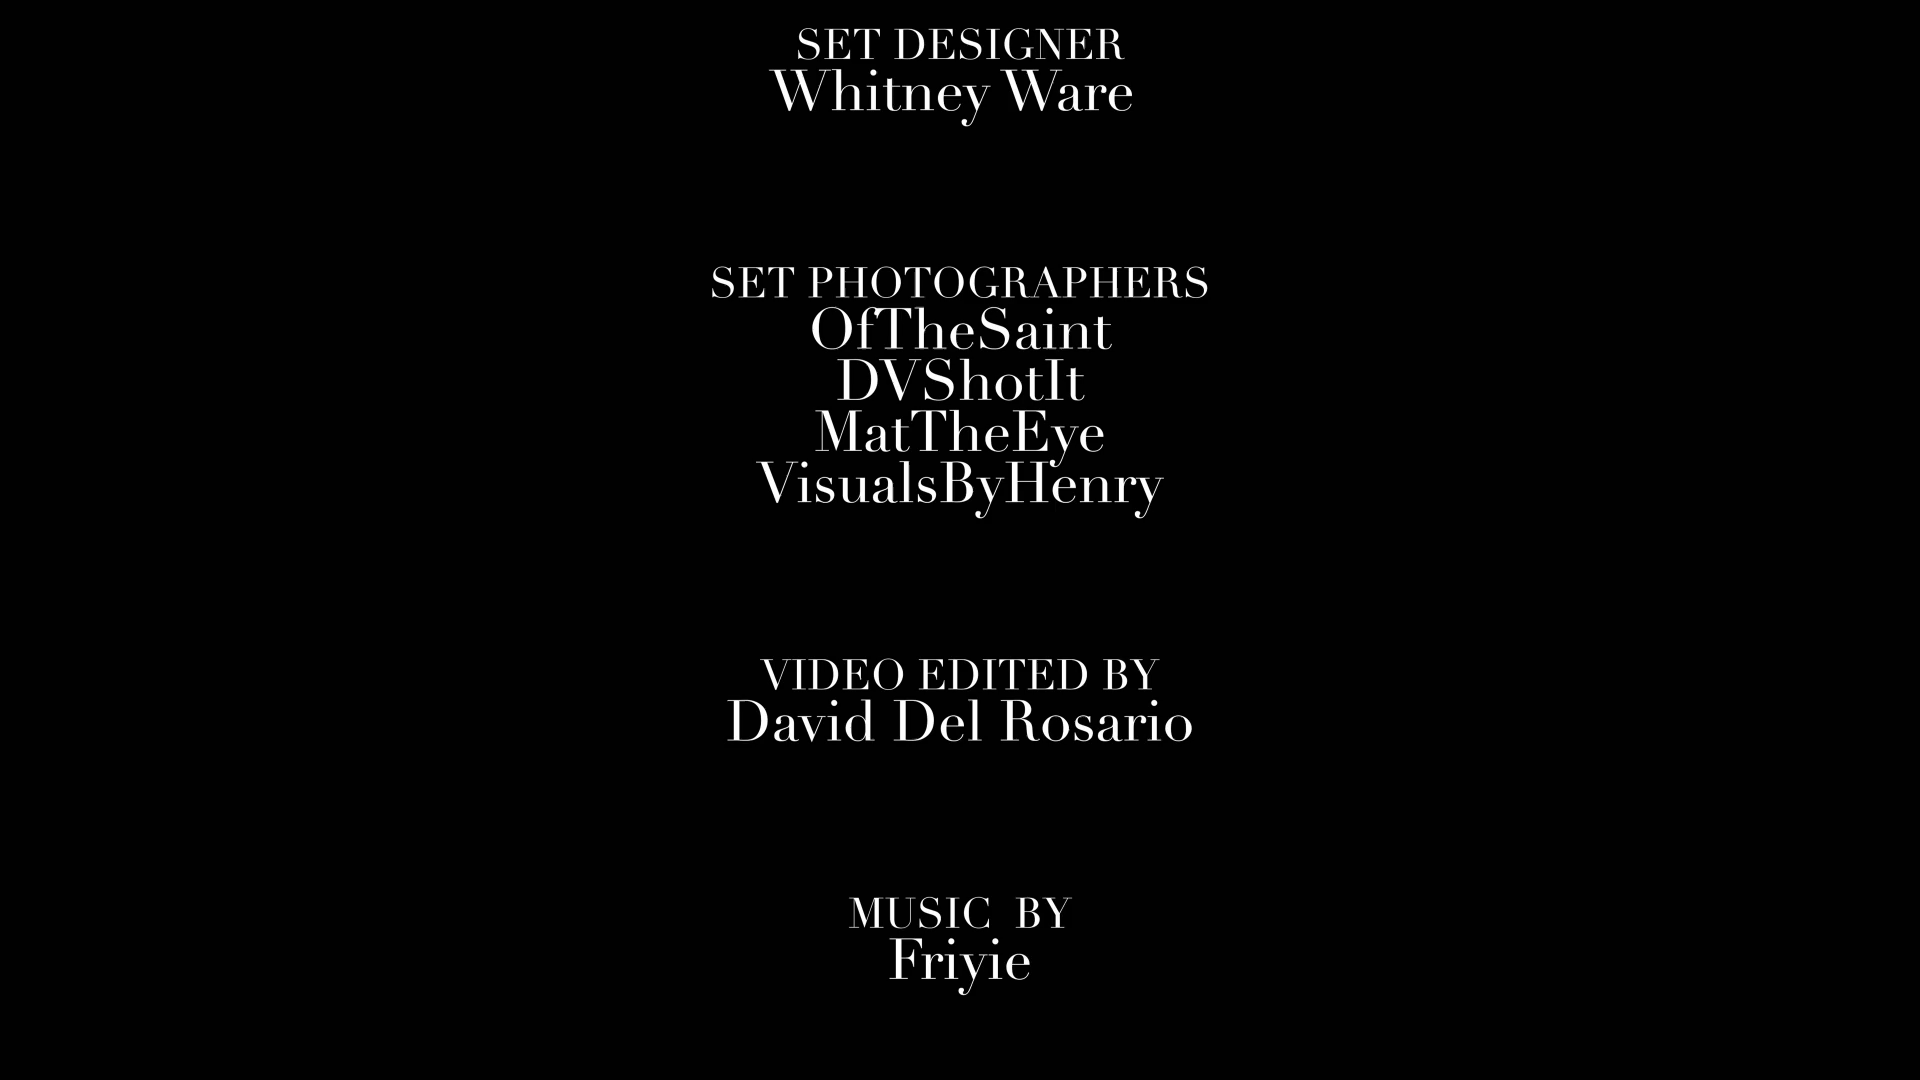 SET DESIGNER
Whitney Ware
SET PHOTOGRAPHERS
OfTheSaint
DVShotIt
MatTheEye
VisualsByHenry
VIDEO EDITED BY
David Del Rosario
MUSIC BY
Friyie